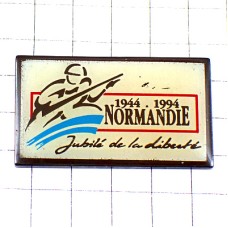 1944 · 1994
NORMANDIE
Jubilé de la liberté